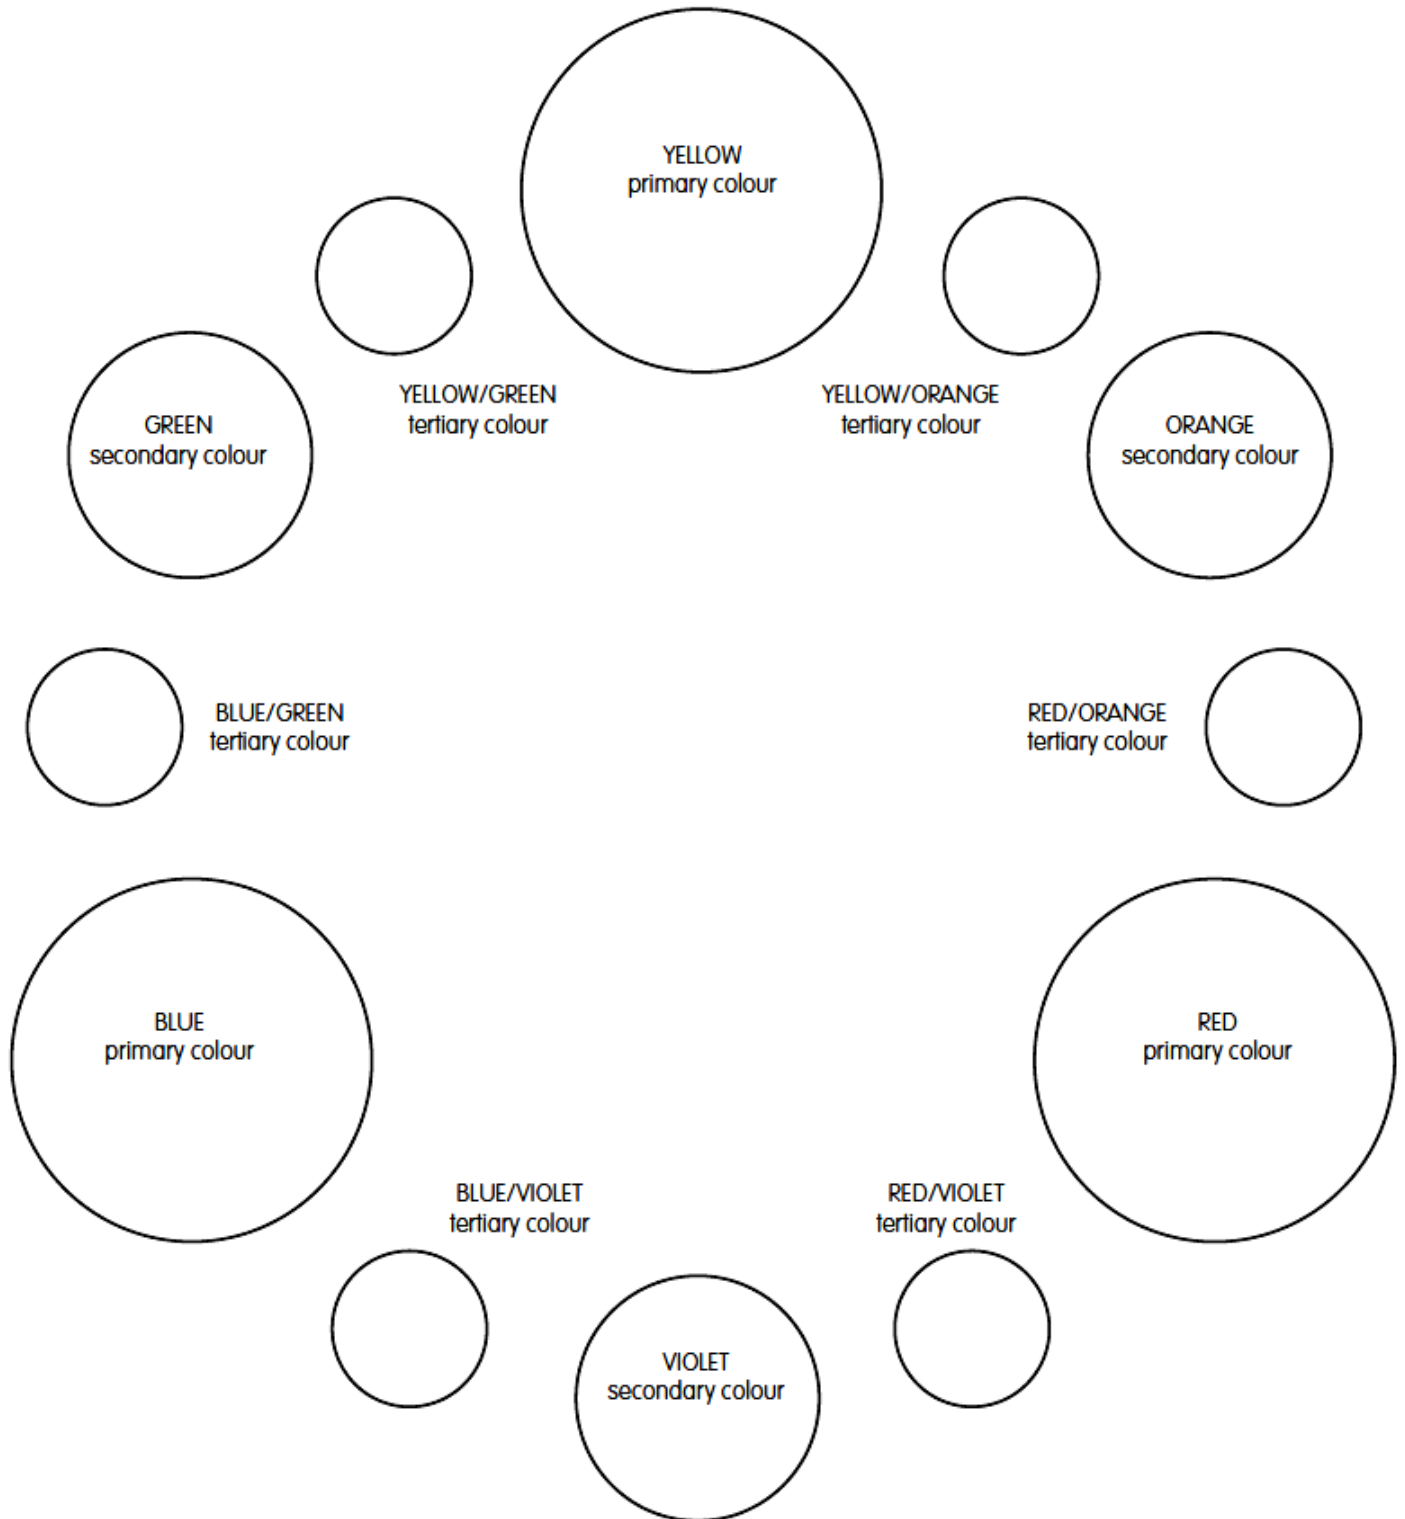 YELLOW
primary colour
YELLOW/GREEN
tertiary colour
YELLOW/ORANGE
tertiary colour
GREEN
secondary colour
ORANGE
secondary colour
BLUE/GREEN
tertiary colour
RED/ORANGE
tertiary colour
BLUE
primary colour
RED
primary colour
BLUE/VIOLET
tertiary colour
RED/VIOLET
tertiary colour
VIOLET
secondary colour